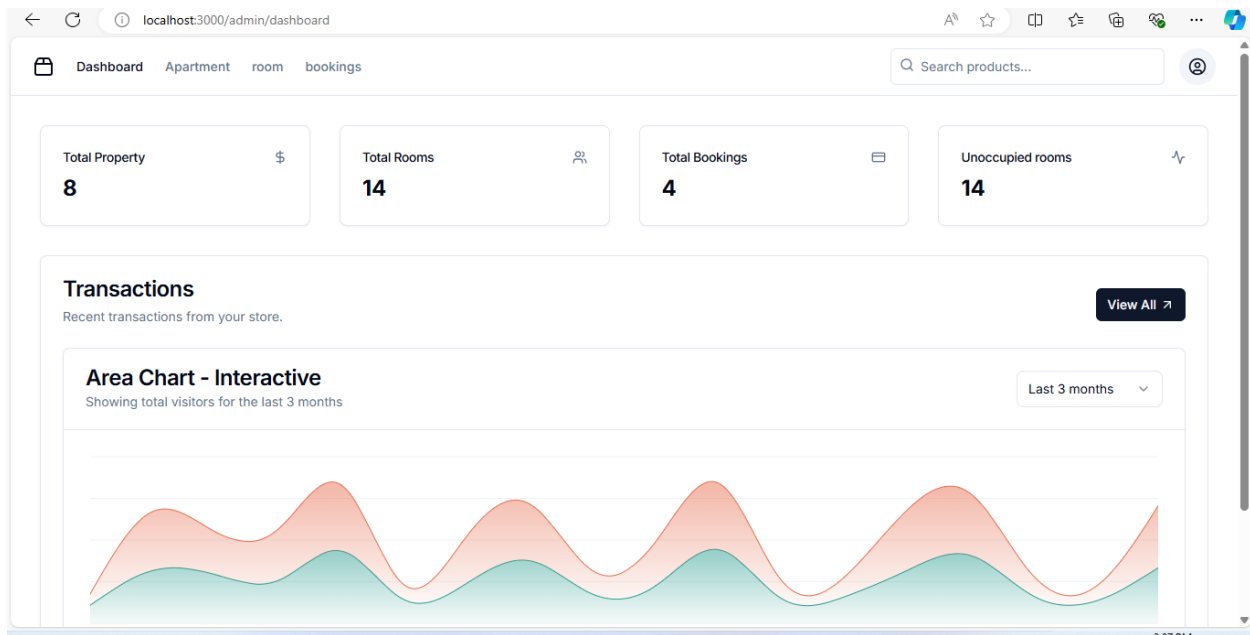 localhost:3000/admin/dashboard
Dashboard Apartment room bookings Search products...
Total Property Total Rooms Total Bookings Unoccupied rooms
8 14 4 14
Transactions
Recent transactions from your store.
View All
Area Chart - Interactive
Showing total visitors for the last 3 months
Last 3 months